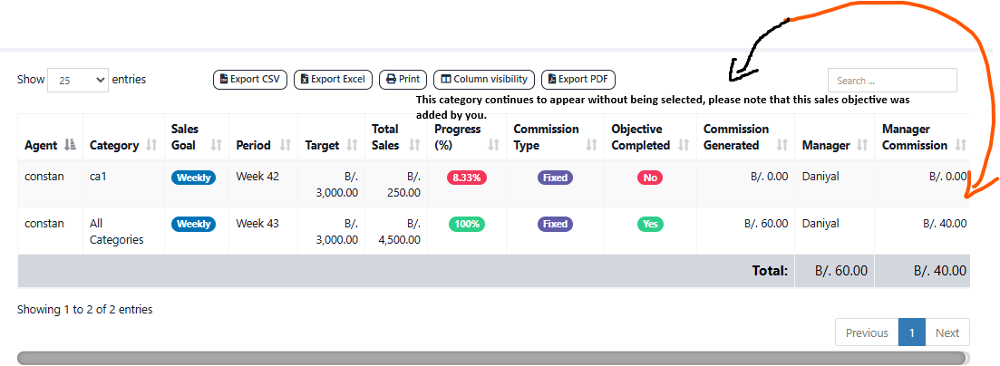 Show 25 entries Export CSV Export Excel Print Column visibility Export PDF Search ...
This category continues to appear without being selected, please note that this sales objective was
added by you.
Agent Category Sales Goal Period Target Total Sales Progress (%) Commission Type Objective Completed Commission Generated Manager Manager Commission
constan ca1 Weekly Week 42 B/. 3,000.00 B/. 250.00 8.33% Fixed No B/. 0.00 Daniyal B/. 0.00
constan All Categories Weekly Week 43 B/. 3,000.00 B/. 4,500.00 100% Fixed Yes B/. 60.00 Daniyal B/. 40.00
Total: B/. 60.00 B/. 40.00
Showing 1 to 2 of 2 entries
Previous 1 Next